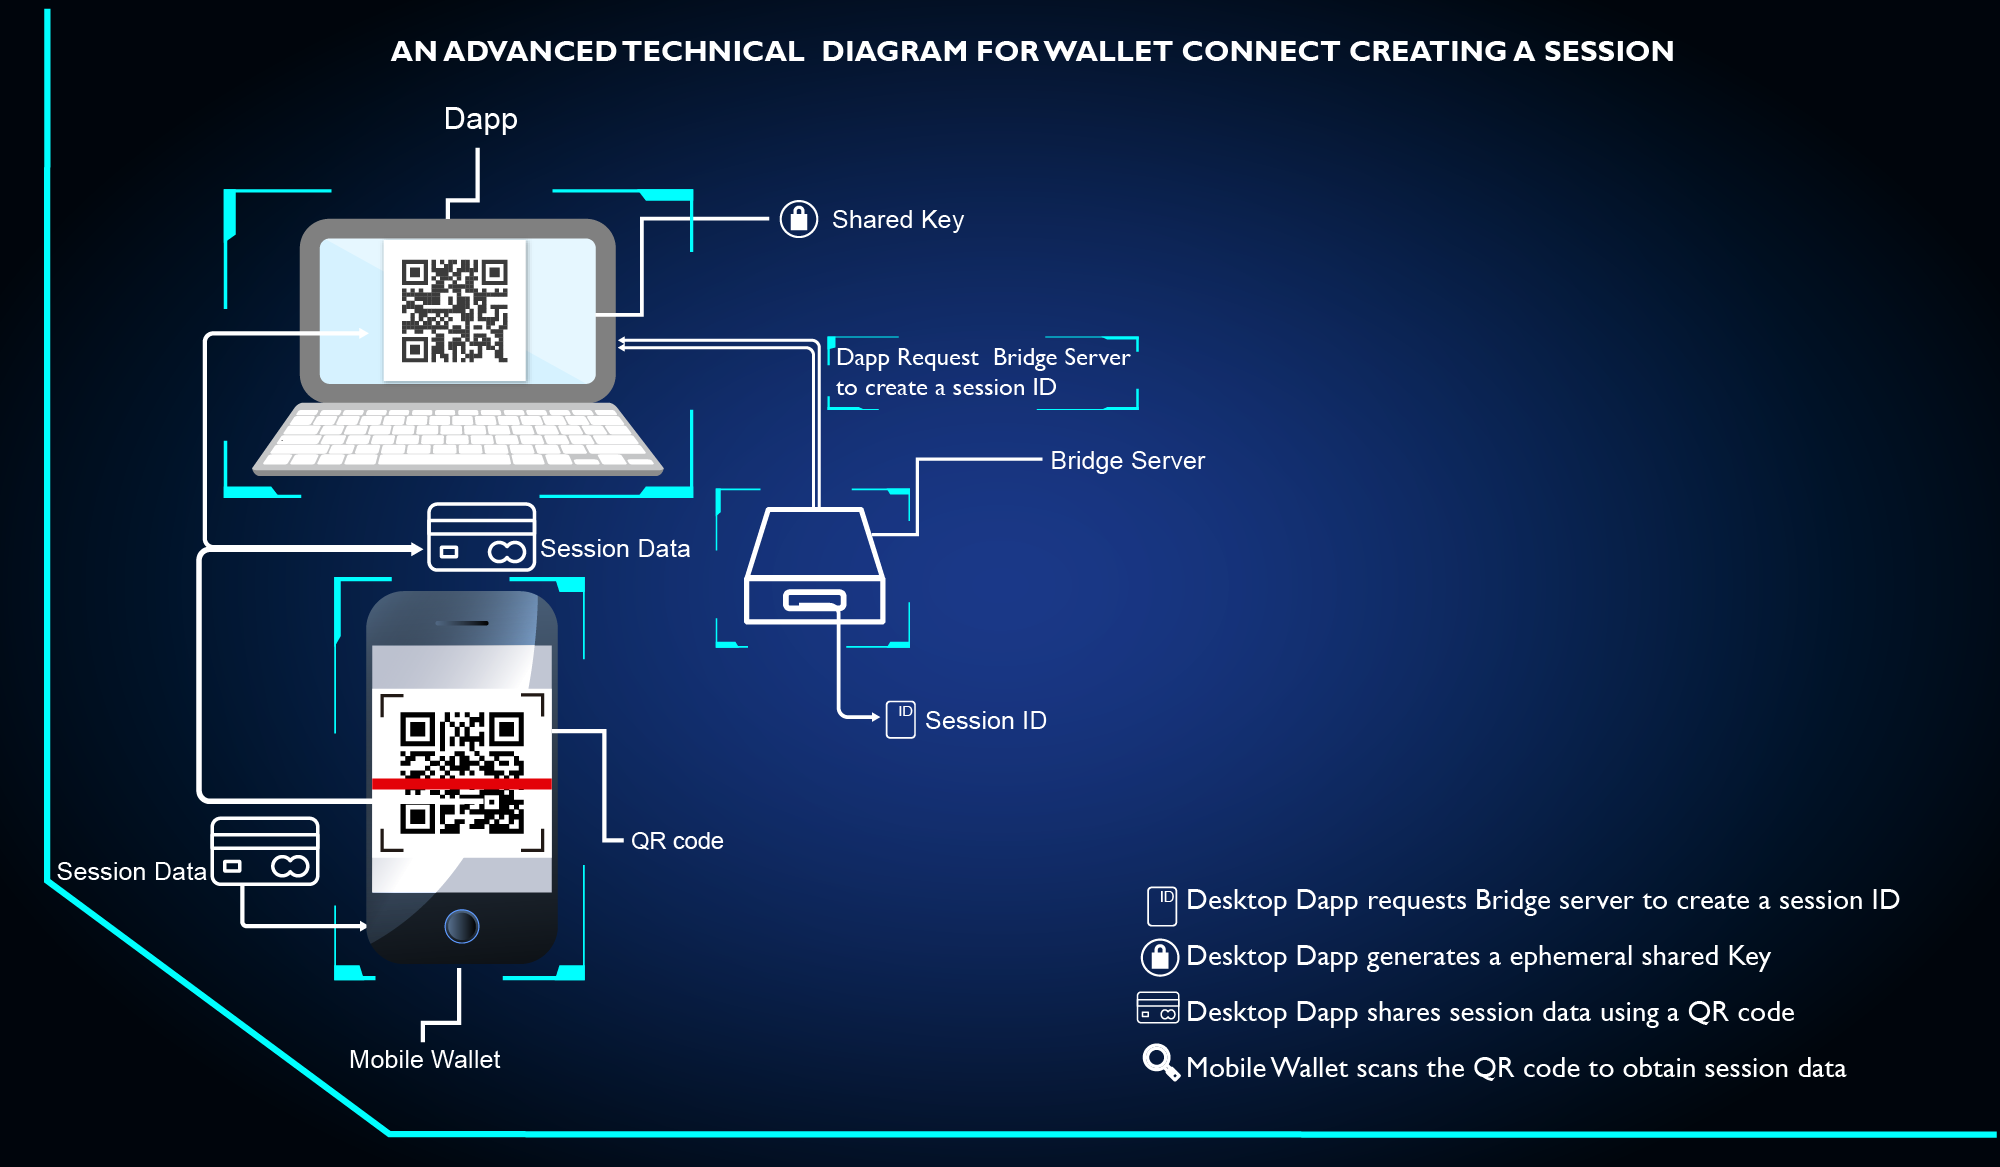 AN ADVANCED TECHNICAL DIAGRAM FOR WALLET CONNECT CREATING A SESSION
Dapp
Shared Key
Dapp Request Bridge Server
to create a session ID
Bridge Server
Session Data
ID
Session ID
QR code
Session Data
Mobile Wallet
ID
Desktop Dapp requests Bridge server to create a session ID
Desktop Dapp generates a ephemeral shared Key
Desktop Dapp shares session data using a QR code
Mobile Wallet scans the QR code to obtain session data